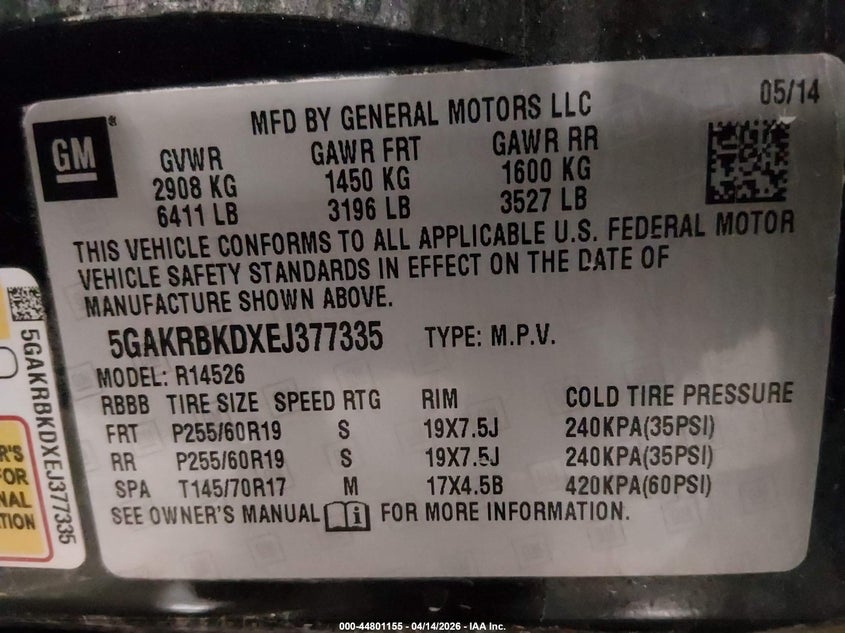 05/14
MFD BY GENERAL MOTORS LLC
GM®
GVWR GAWR FRT GAWR RR
2908 KG 1450 KG 1600 KG
6411 LB 3196 LB 3527 LB
THIS VEHICLE CONFORMS TO ALL APPLICABLE U.S. FEDERAL MOTOR
VEHICLE SAFETY STANDARDS IN EFFECT ON THE DATE OF
MANUFACTURE SHOWN ABOVE.
5GAKRBKDXEJ377335 TYPE: M.P.V.
MODEL: R14526
RBBB TIRE SIZE SPEED RTG RIM COLD TIRE PRESSURE
FRT P255/60R19 S 19X7.5J 240KPA(35PSI)
RR P255/60R19 S 19X7.5J 240KPA(35PSI)
SPA T145/70R17 M 17X4.5B 420KPA(60PSI)
SEE OWNER'S MANUAL i FOR MORE INFORMATION.
5GAKRBKDXEJ377335
R'S
FOR
NAL
TION
000-44801155 - 04/14/2026 - IAA Inc.